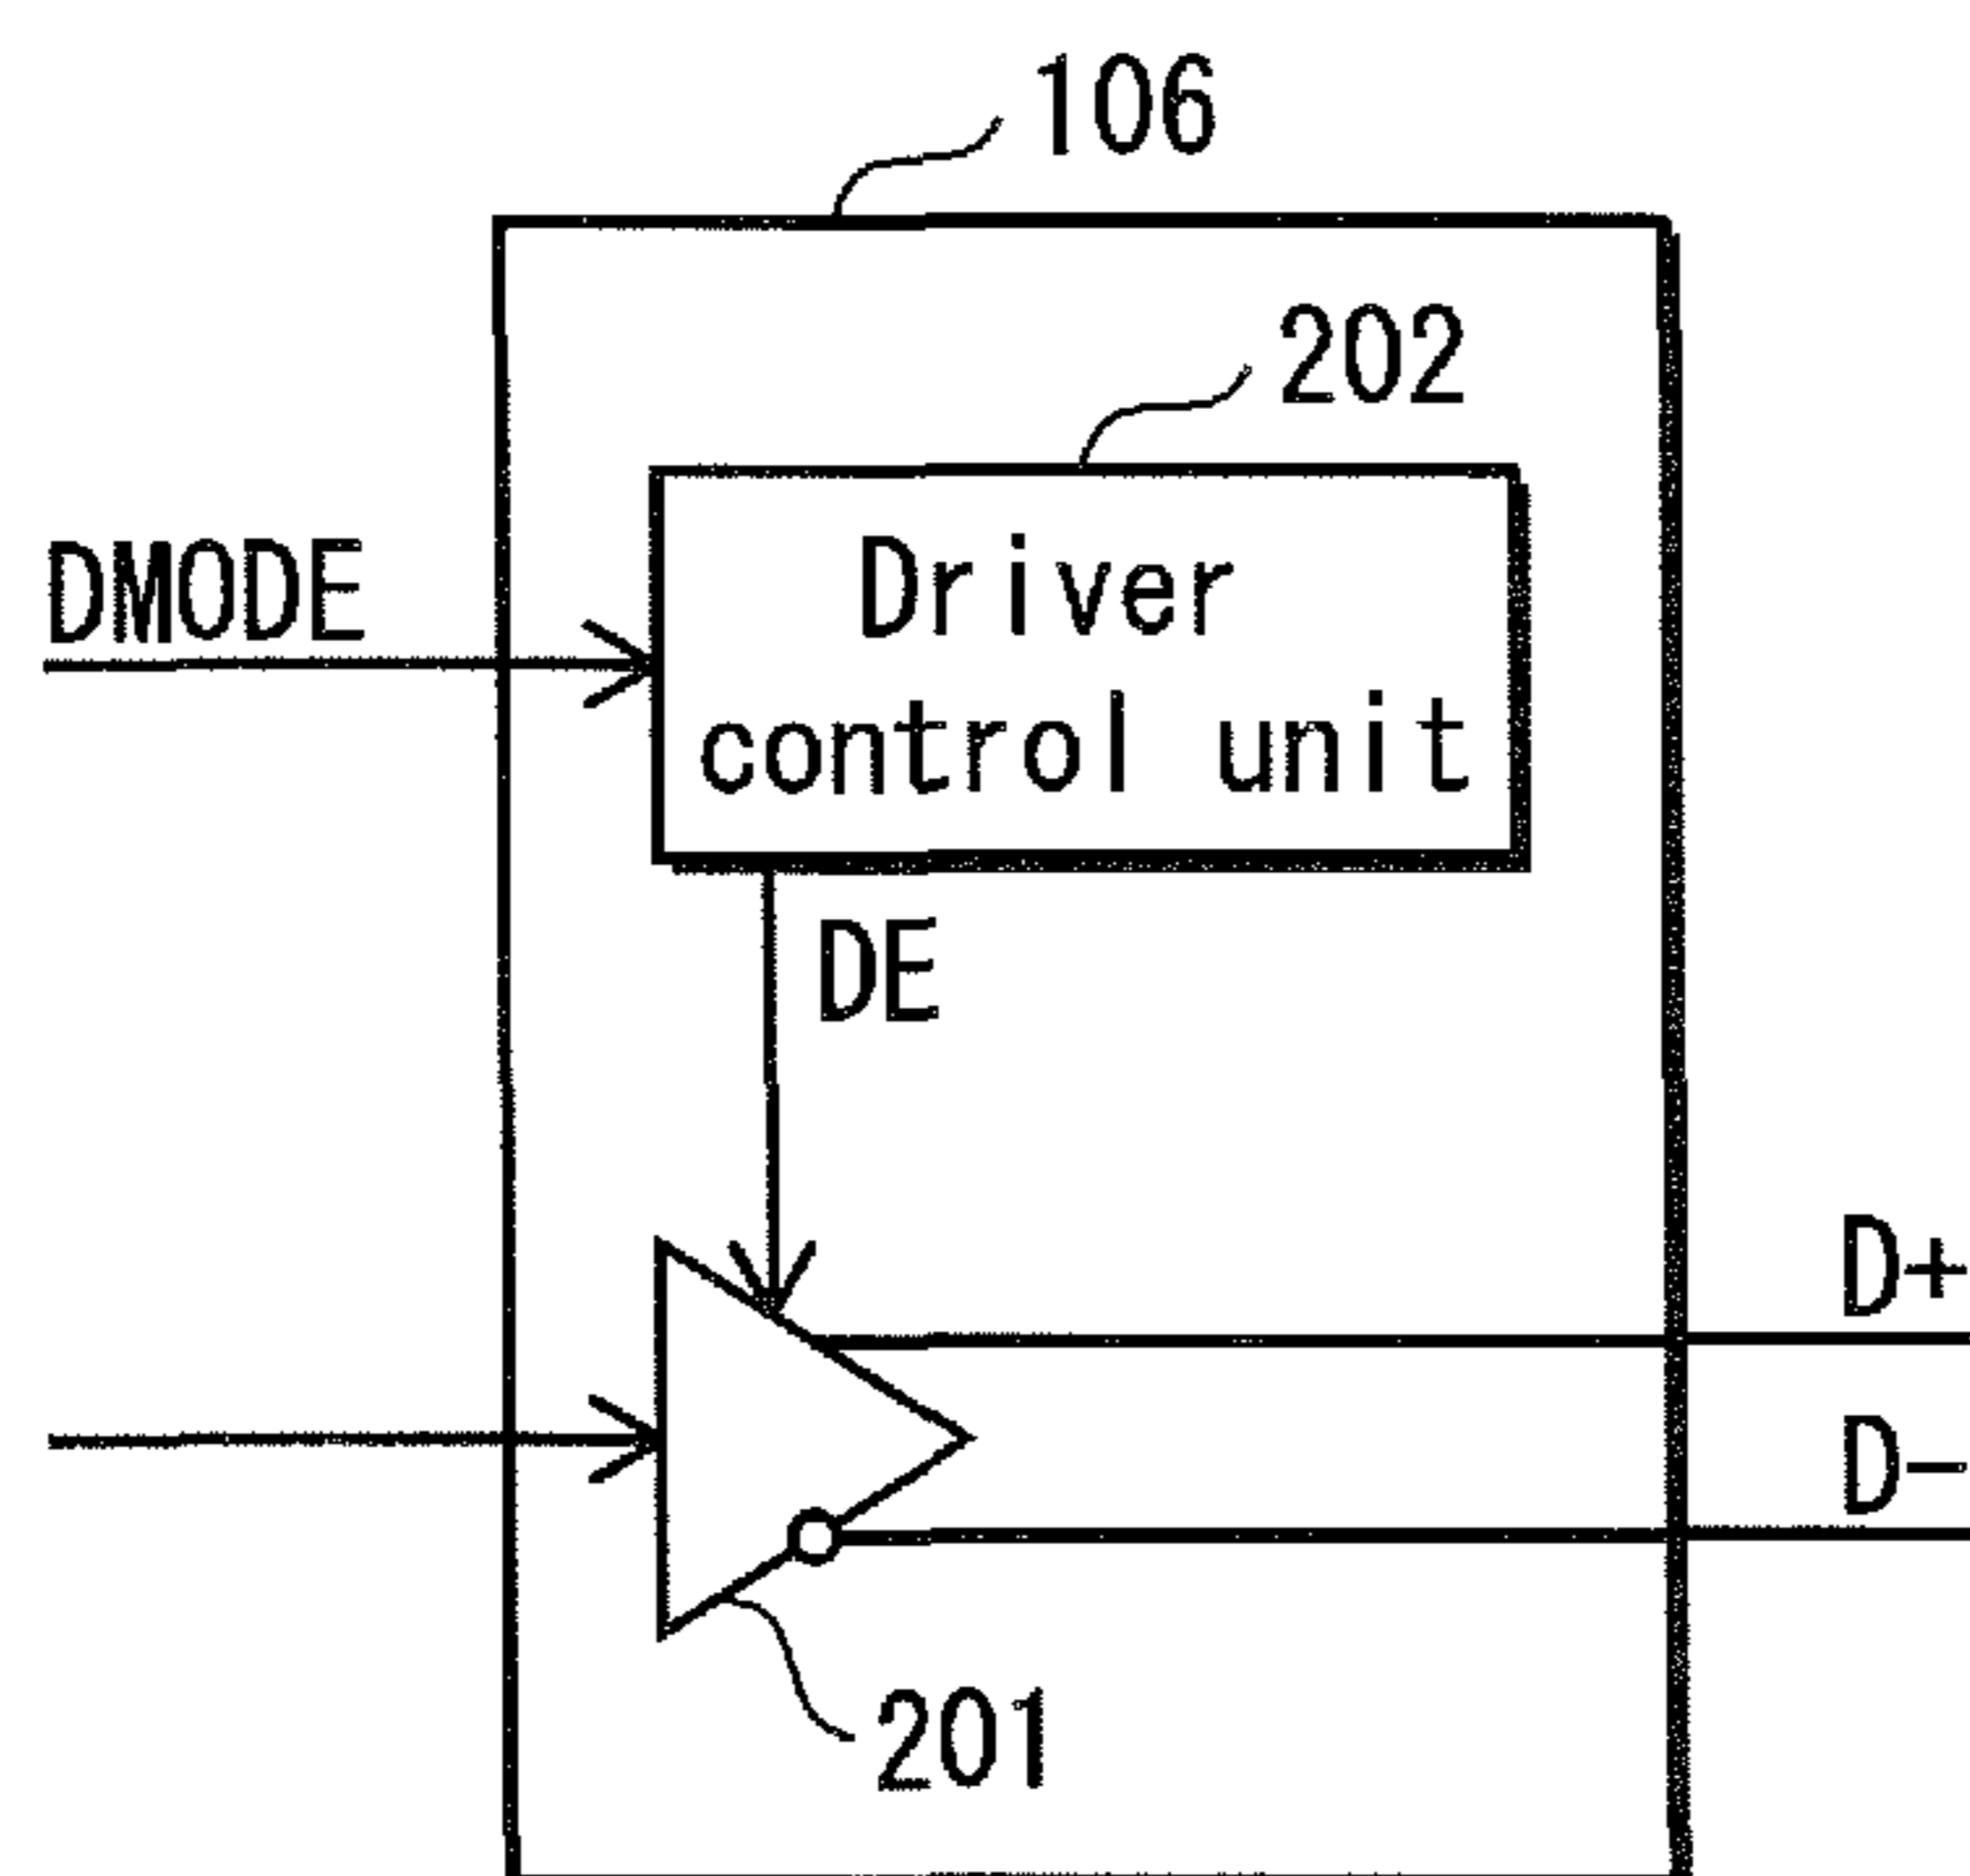 106
202
DMODE
Driver
control unit
DE
D+
D-
201